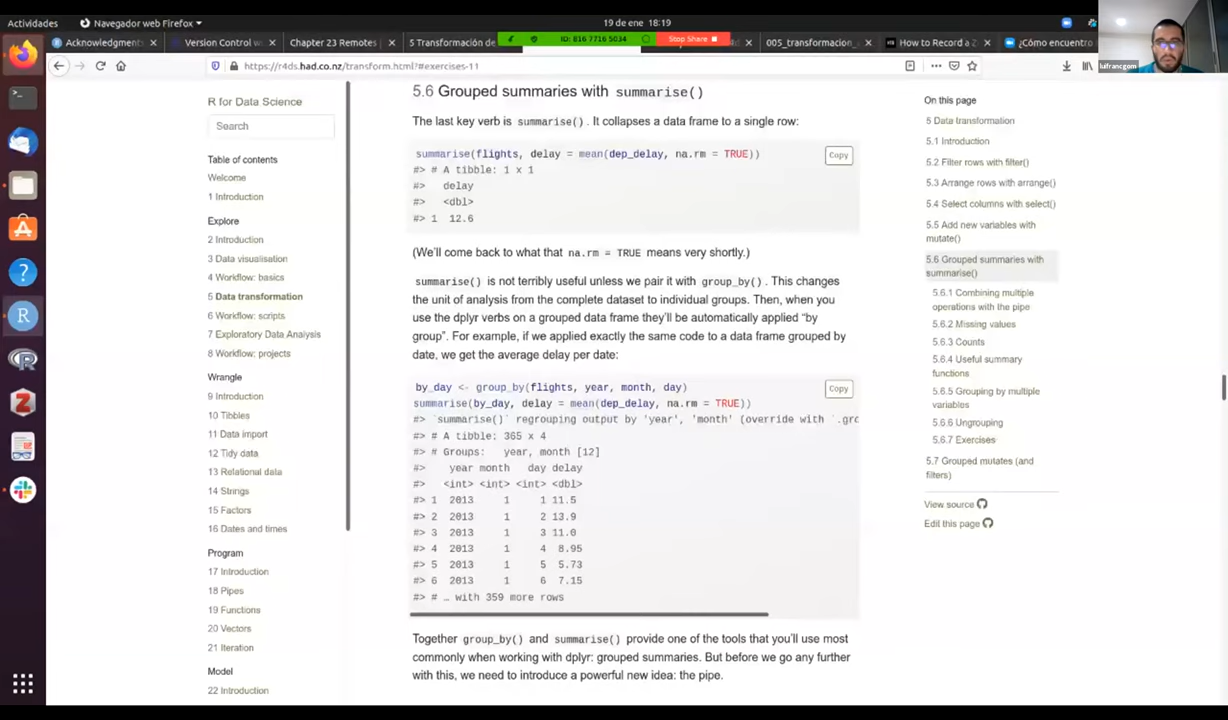 Actividades
Navegador web Firefox
19 de ene 18:19
Acknowledgments
Version Control w
Chapter 23 Remotes
5 Transformación de
ID: 816 7716 5034
Stop Share
005_transformacion_
How to Record a Z
¿Cómo encuentro
lufrancgom
https://r4ds.had.co.nz/transform.html?#exercises-11
R for Data Science
Search
Table of contents
Welcome
1 Introduction
Explore
2 Introduction
3 Data visualisation
4 Workflow: basics
5 Data transformation
6 Workflow: scripts
7 Exploratory Data Analysis
8 Workflow: projects
Wrangle
9 Introduction
10 Tibbles
11 Data import
12 Tidy data
13 Relational data
14 Strings
15 Factors
16 Dates and times
Program
17 Introduction
18 Pipes
19 Functions
20 Vectors
21 Iteration
Model
22 Introduction
5.6 Grouped summaries with summarise()
The last key verb is summarise(). It collapses a data frame to a single row:
summarise(flights, delay = mean(dep_delay, na.rm = TRUE))
Copy
#> # A tibble: 1 x 1
#> delay
#> <dbl>
#> 1 12.6
(We'll come back to what that na.rm = TRUE means very shortly.)
summarise() is not terribly useful unless we pair it with group_by(). This changes
the unit of analysis from the complete dataset to individual groups. Then, when you
use the dplyr verbs on a grouped data frame they'll be automatically applied “by
group”. For example, if we applied exactly the same code to a data frame grouped by
date, we get the average delay per date:
by_day <- group_by(flights, year, month, day)
Copy
summarise(by_day, delay = mean(dep_delay, na.rm = TRUE))
#> `summarise()` regrouping output by 'year', 'month' (override with `.gro
#> # A tibble: 365 x 4
#> # Groups: year, month [12]
#> year month day delay
#> <int> <int> <int> <dbl>
#> 1 2013 1 1 11.5
#> 2 2013 1 2 13.9
#> 3 2013 1 3 11.0
#> 4 2013 1 4 8.95
#> 5 2013 1 5 5.73
#> 6 2013 1 6 7.15
#> # … with 359 more rows
Together group_by() and summarise() provide one of the tools that you'll use most
commonly when working with dplyr: grouped summaries. But before we go any further
with this, we need to introduce a powerful new idea: the pipe.
On this page
5 Data transformation
5.1 Introduction
5.2 Filter rows with filter()
5.3 Arrange rows with arrange()
5.4 Select columns with select()
5.5 Add new variables with
mutate()
5.6 Grouped summaries with
summarise()
5.6.1 Combining multiple
operations with the pipe
5.6.2 Missing values
5.6.3 Counts
5.6.4 Useful summary
functions
5.6.5 Grouping by multiple
variables
5.6.6 Ungrouping
5.6.7 Exercises
5.7 Grouped mutates (and
filters)
View source
Edit this page